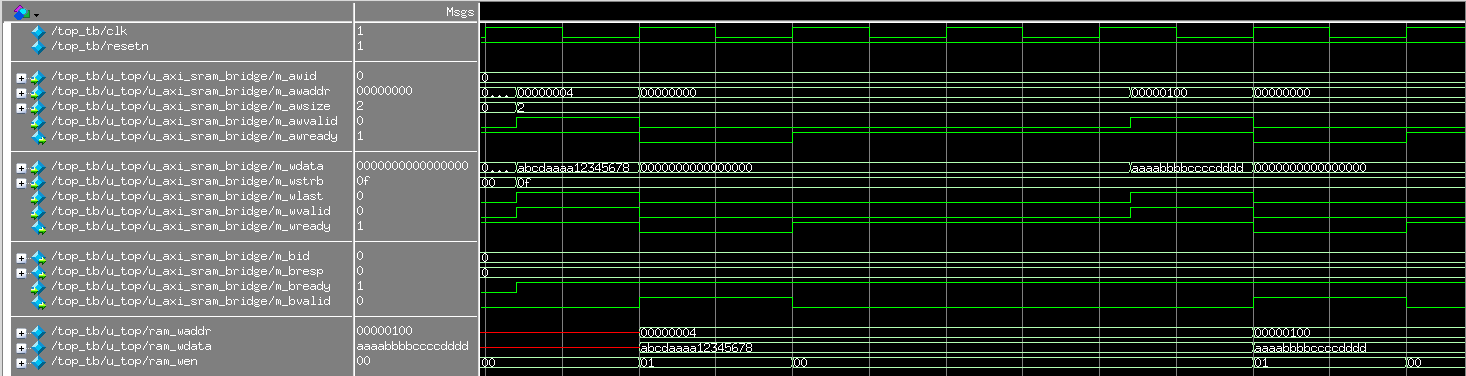 Msgs
/top_tb/clk 1
/top_tb/resetn 1
/top_tb/u_top/u_axi_sram_bridge/m_awid 0 0
/top_tb/u_top/u_axi_sram_bridge/m_awaddr 00000000 0... 00000004 00000000 00000100 00000000
/top_tb/u_top/u_axi_sram_bridge/m_awsize 2 0 2
/top_tb/u_top/u_axi_sram_bridge/m_awvalid 0
/top_tb/u_top/u_axi_sram_bridge/m_awready 1
/top_tb/u_top/u_axi_sram_bridge/m_wdata 0000000000000000 0... abcdaaaa12345678 0000000000000000 aaaabbbbccccdddd 0000000000000000
/top_tb/u_top/u_axi_sram_bridge/m_wstrb 0f 00 0f
/top_tb/u_top/u_axi_sram_bridge/m_wlast 0
/top_tb/u_top/u_axi_sram_bridge/m_wvalid 0
/top_tb/u_top/u_axi_sram_bridge/m_wready 1
/top_tb/u_top/u_axi_sram_bridge/m_bid 0 0
/top_tb/u_top/u_axi_sram_bridge/m_bresp 0 0
/top_tb/u_top/u_axi_sram_bridge/m_bready 1
/top_tb/u_top/u_axi_sram_bridge/m_bvalid 0
/top_tb/u_top/ram_waddr 00000100 00000004 00000100
/top_tb/u_top/ram_wdata aaaabbbbccccdddd abcdaaaa12345678 aaaabbbbccccdddd
/top_tb/u_top/ram_wen 00 00 01 00 01 00